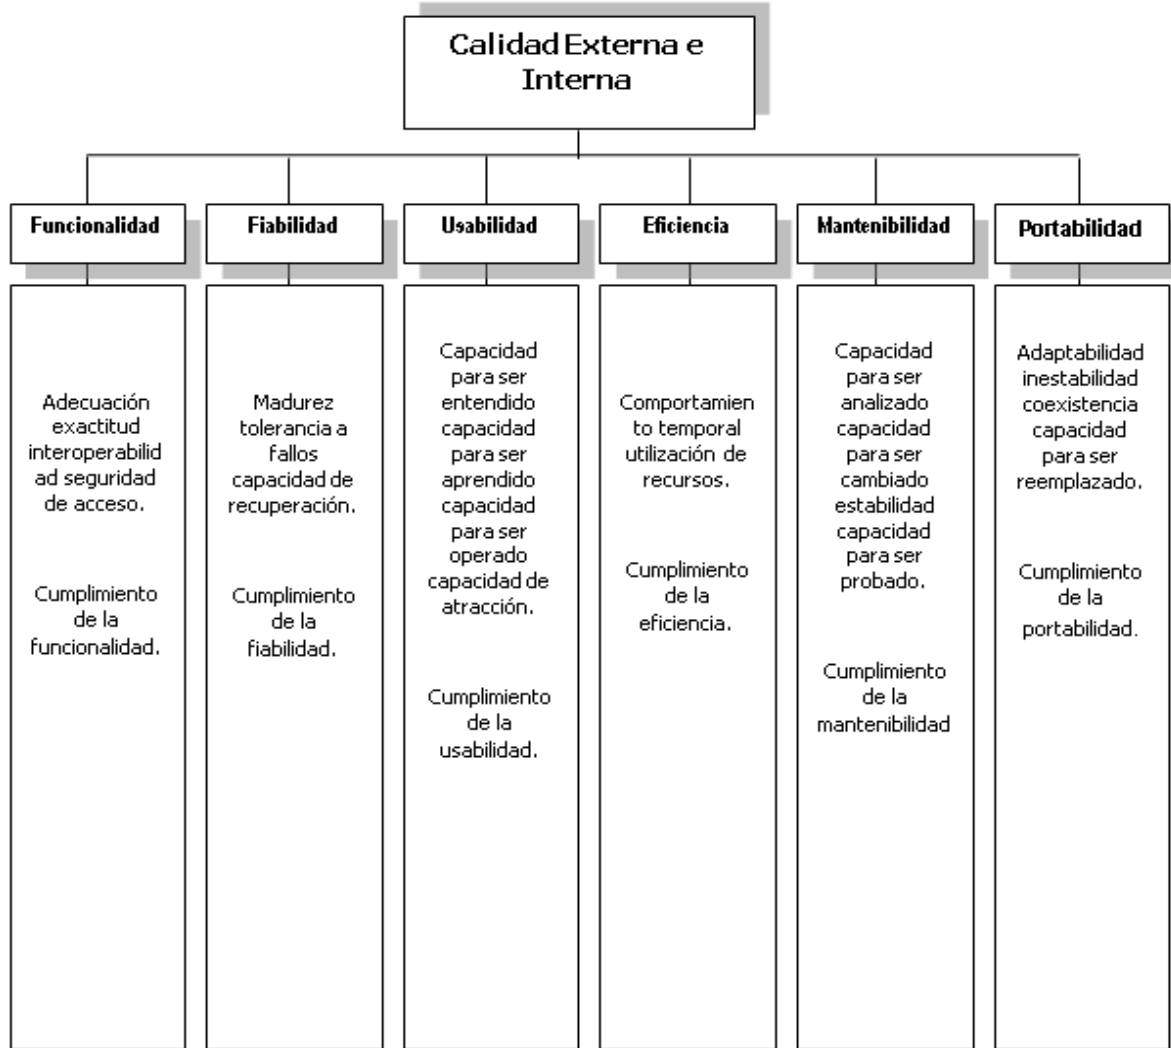 Calidad Externa e
Interna
Funcionalidad
Fiabilidad
Usabilidad
Eficiencia
Mantenibilidad
Portabilidad
Adecuación
exactitud
interoperabilid
ad seguridad
de acceso.
Cumplimiento
de la
funcionalidad.
Madurez
tolerancia a
fallos
capacidad de
recuperación.
Cumplimiento
de la
fiabilidad.
Capacidad
para ser
entendido
capacidad
para ser
aprendido
capacidad
para ser
operado
capacidad de
atracción.
Cumplimiento
de la
usabilidad.
Comportamien
to temporal
utilización de
recursos.
Cumplimiento
de la
eficiencia.
Capacidad
para ser
analizado
capacidad
para ser
cambiado
estabilidad
capacidad
para ser
probado.
Cumplimiento
de la
mantenibilidad
Adaptabilidad
inestabilidad
coexistencia
capacidad
para ser
reemplazado.
Cumplimiento
de la
portabilidad.